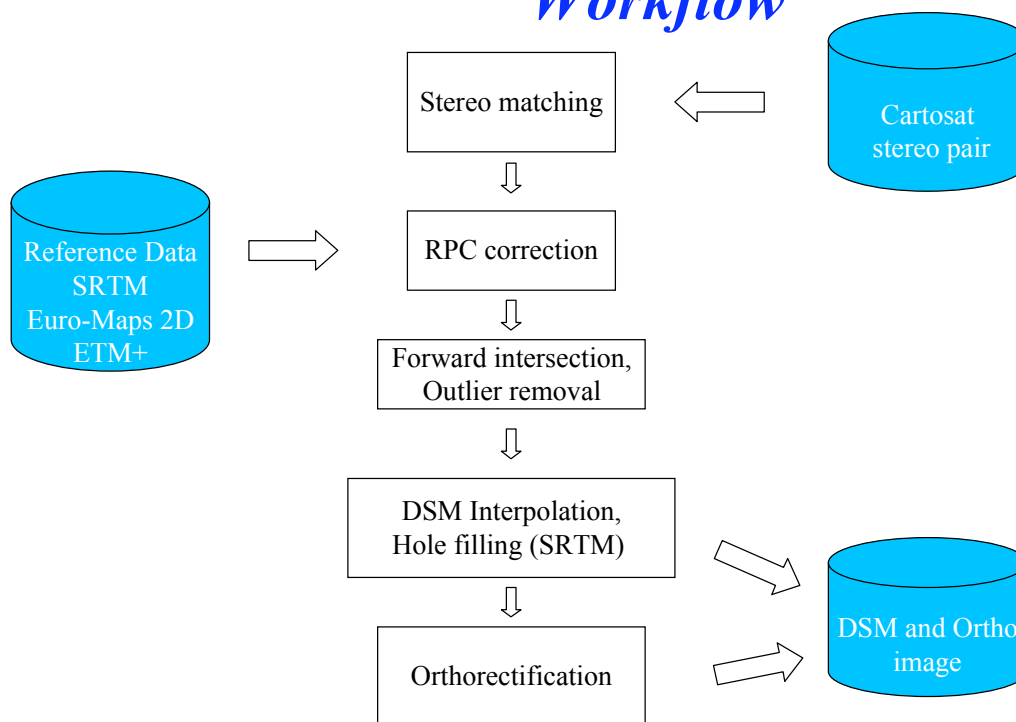 Workflow
Stereo matching
Cartosat
stereo pair
Reference Data
SRTM
Euro-Maps 2D
ETM+
RPC correction
Forward intersection,
Outlier removal
DSM Interpolation,
Hole filling (SRTM)
DSM and Ortho
image
Orthorectification